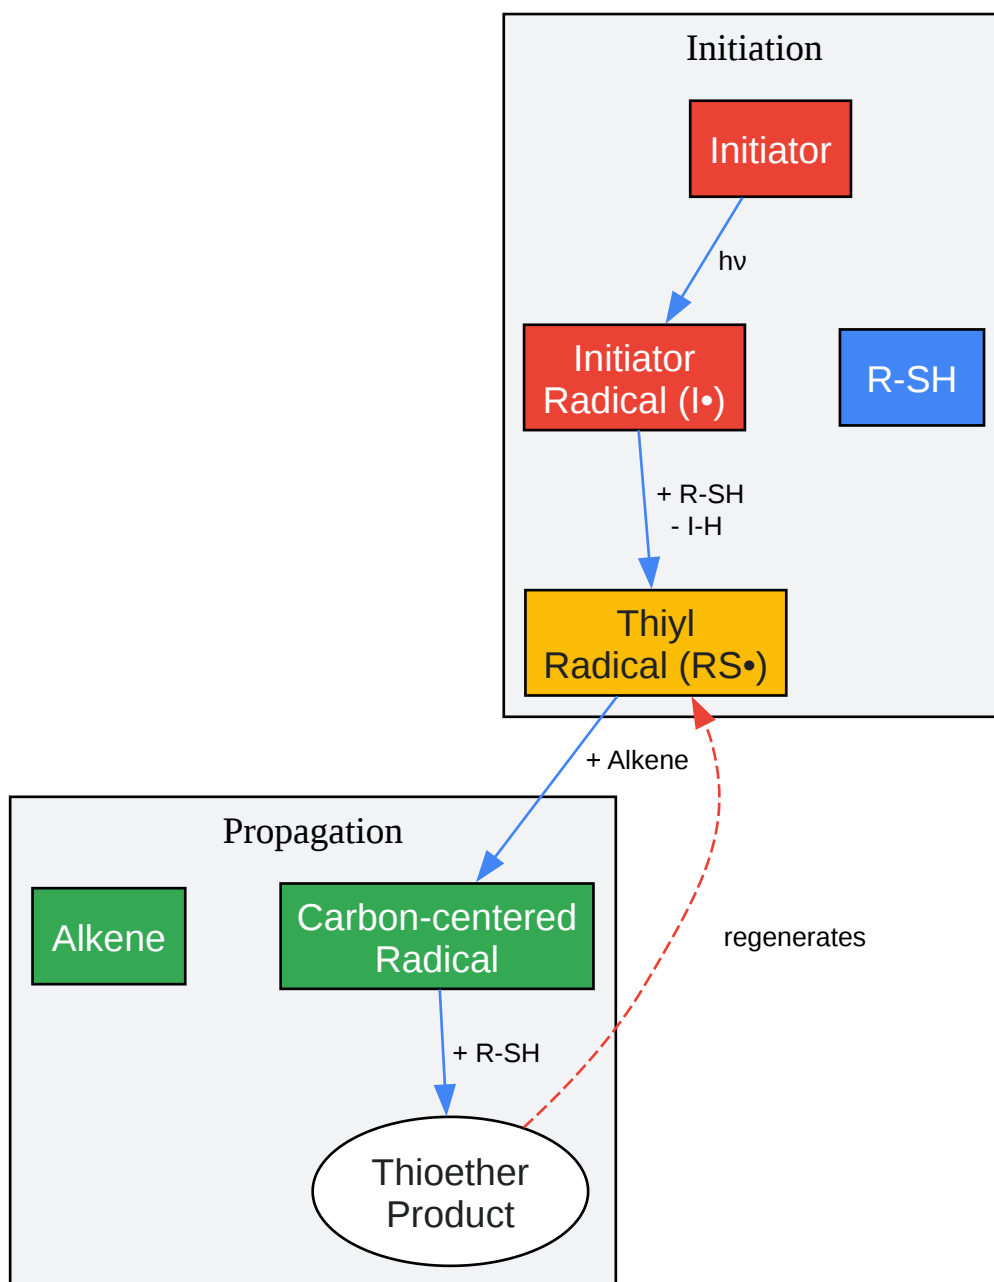 Initiation
Initiator
hν
Initiator
Radical (I•)
R-SH
+ R-SH
- I-H
Thiyl
Radical (RS•)
+ Alkene
Propagation
Alkene
Carbon-centered
Radical
regenerates
+ R-SH
Thioether
Product